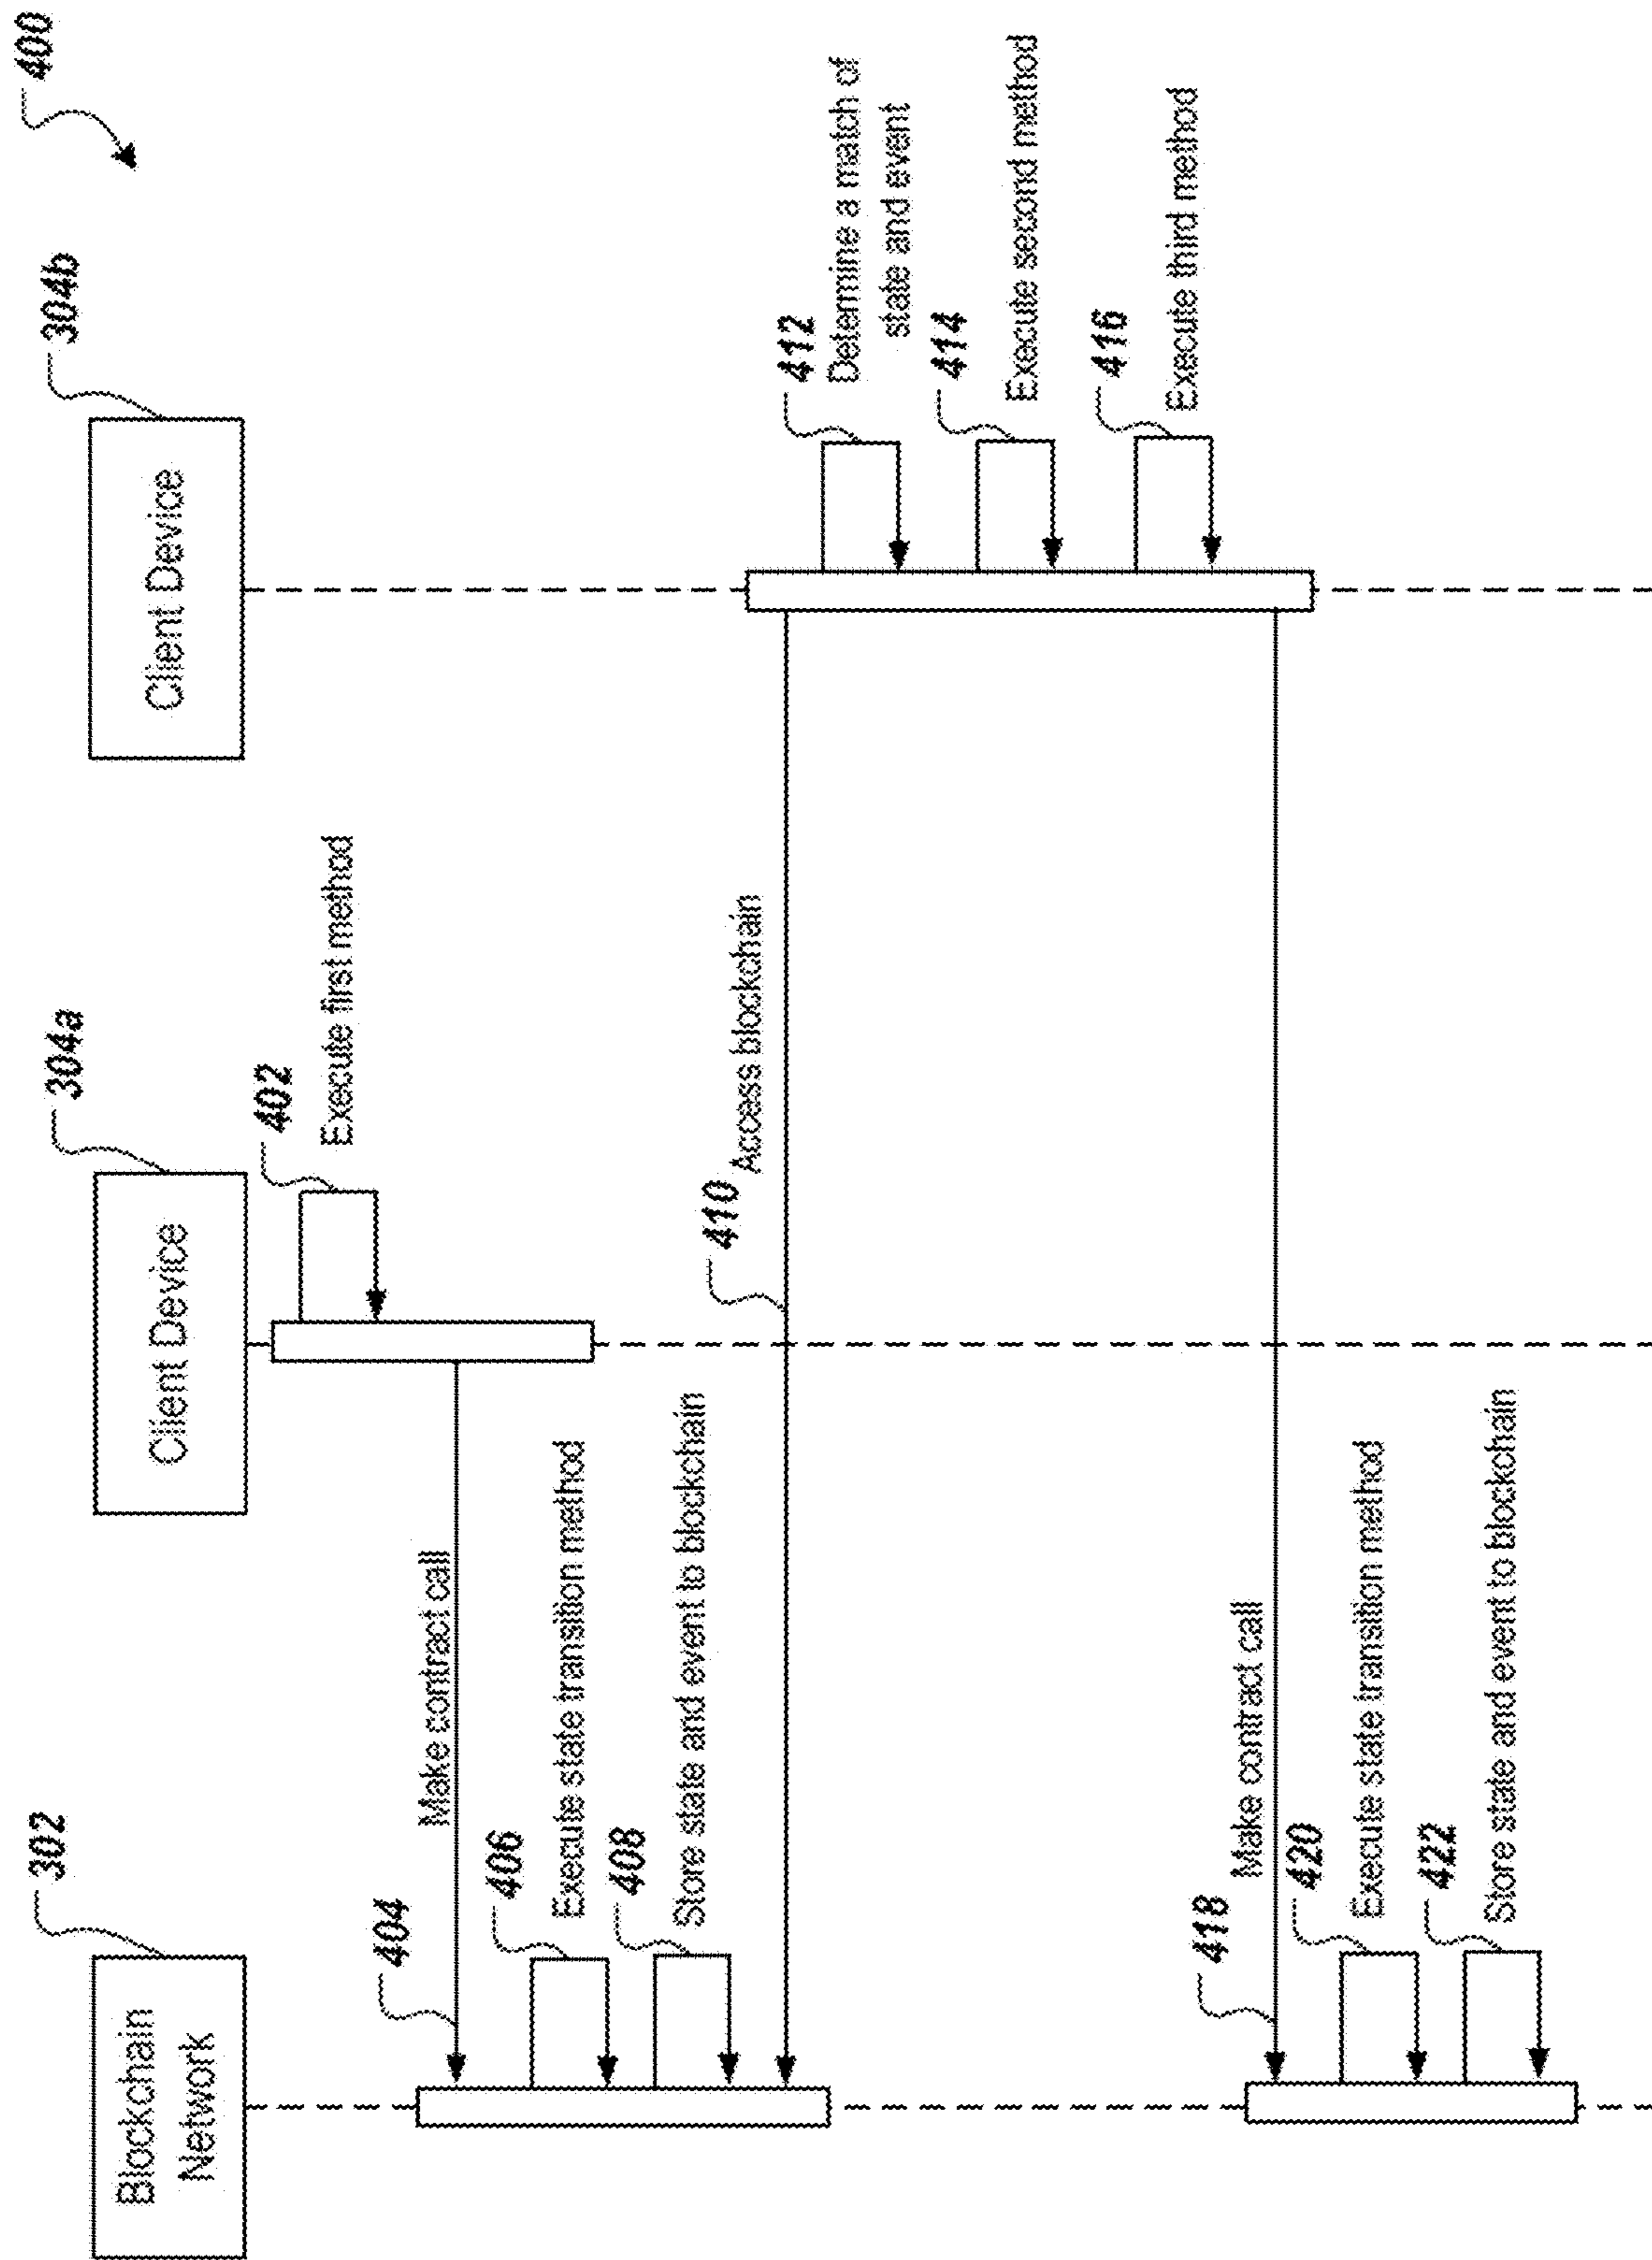 400
302
304a
304b
Blockchain
Network
Client Device
Client Device
402
Execute first method
404
Make contract call
406
Execute state transition method
408
Store state and event to blockchain
410
Access blockchain
412
Determine a match of
state and event
414
Execute second method
416
Execute third method
418
Make contract call
420
Execute state transition method
422
Store state and event to blockchain